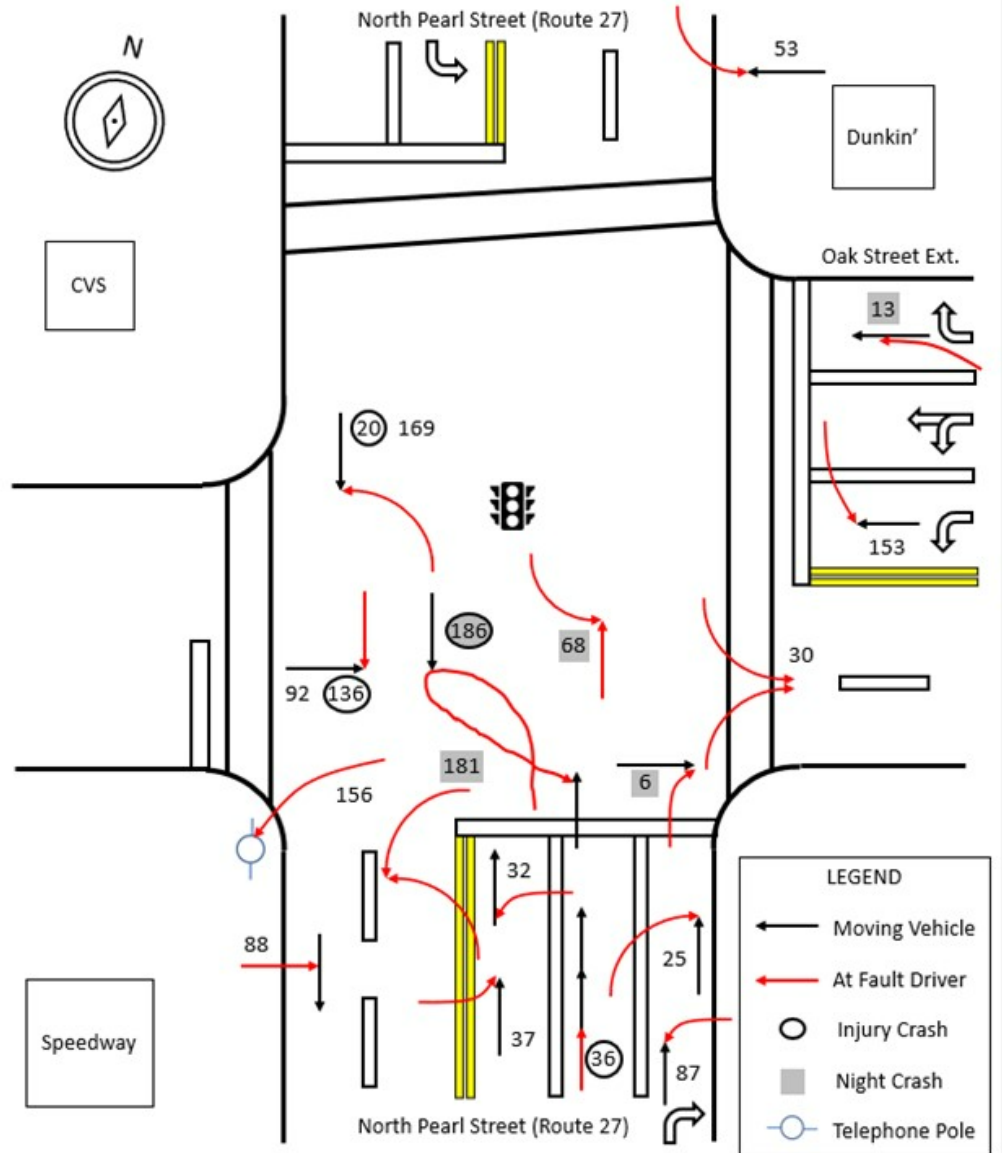 North Pearl Street (Route 27)
N
53
Dunkin’
CVS
Oak Street Ext.
13
20 169
153
186
68
30
92 136
181
6
156
32
LEGEND
Moving Vehicle
88
25
At Fault Driver
Injury Crash
Speedway
37
36
87
Night Crash
North Pearl Street (Route 27)
Telephone Pole